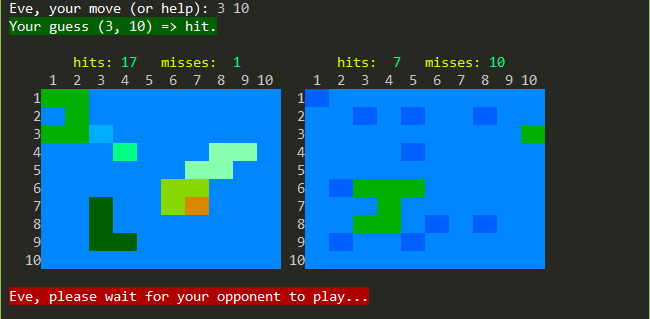 Eve, your move (or help): 3 10
Your guess (3, 10) => hit.
hits: 17 misses: 1 hits: 7 misses: 10
1 2 3 4 5 6 7 8 9 10 1 2 3 4 5 6 7 8 9 10
1 1
2 2
3 3
4 4
5 5
6 6
7 7
8 8
9 9
10 10
Eve, please wait for your opponent to play...